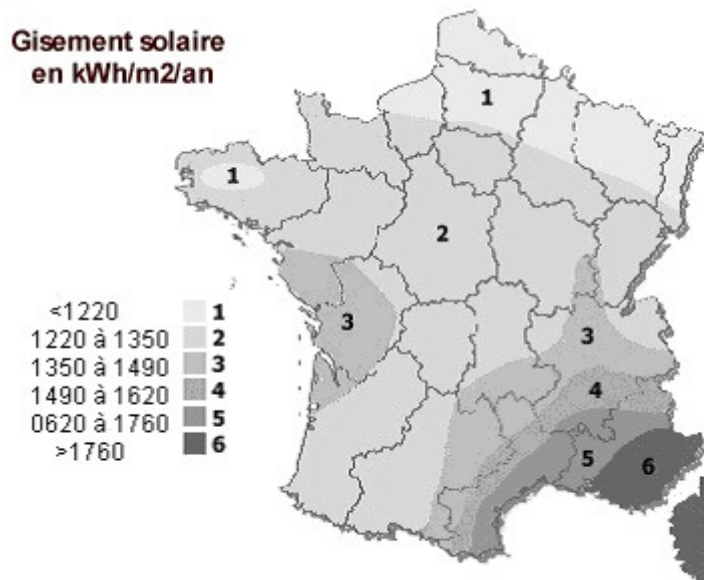 Gisement solaire
en kWh/m2/an
1
1
2
3
3
4
5
6
<1220 1
1220 à 1350 2
1350 à 1490 3
1490 à 1620 4
0620 à 1760 5
>1760 6